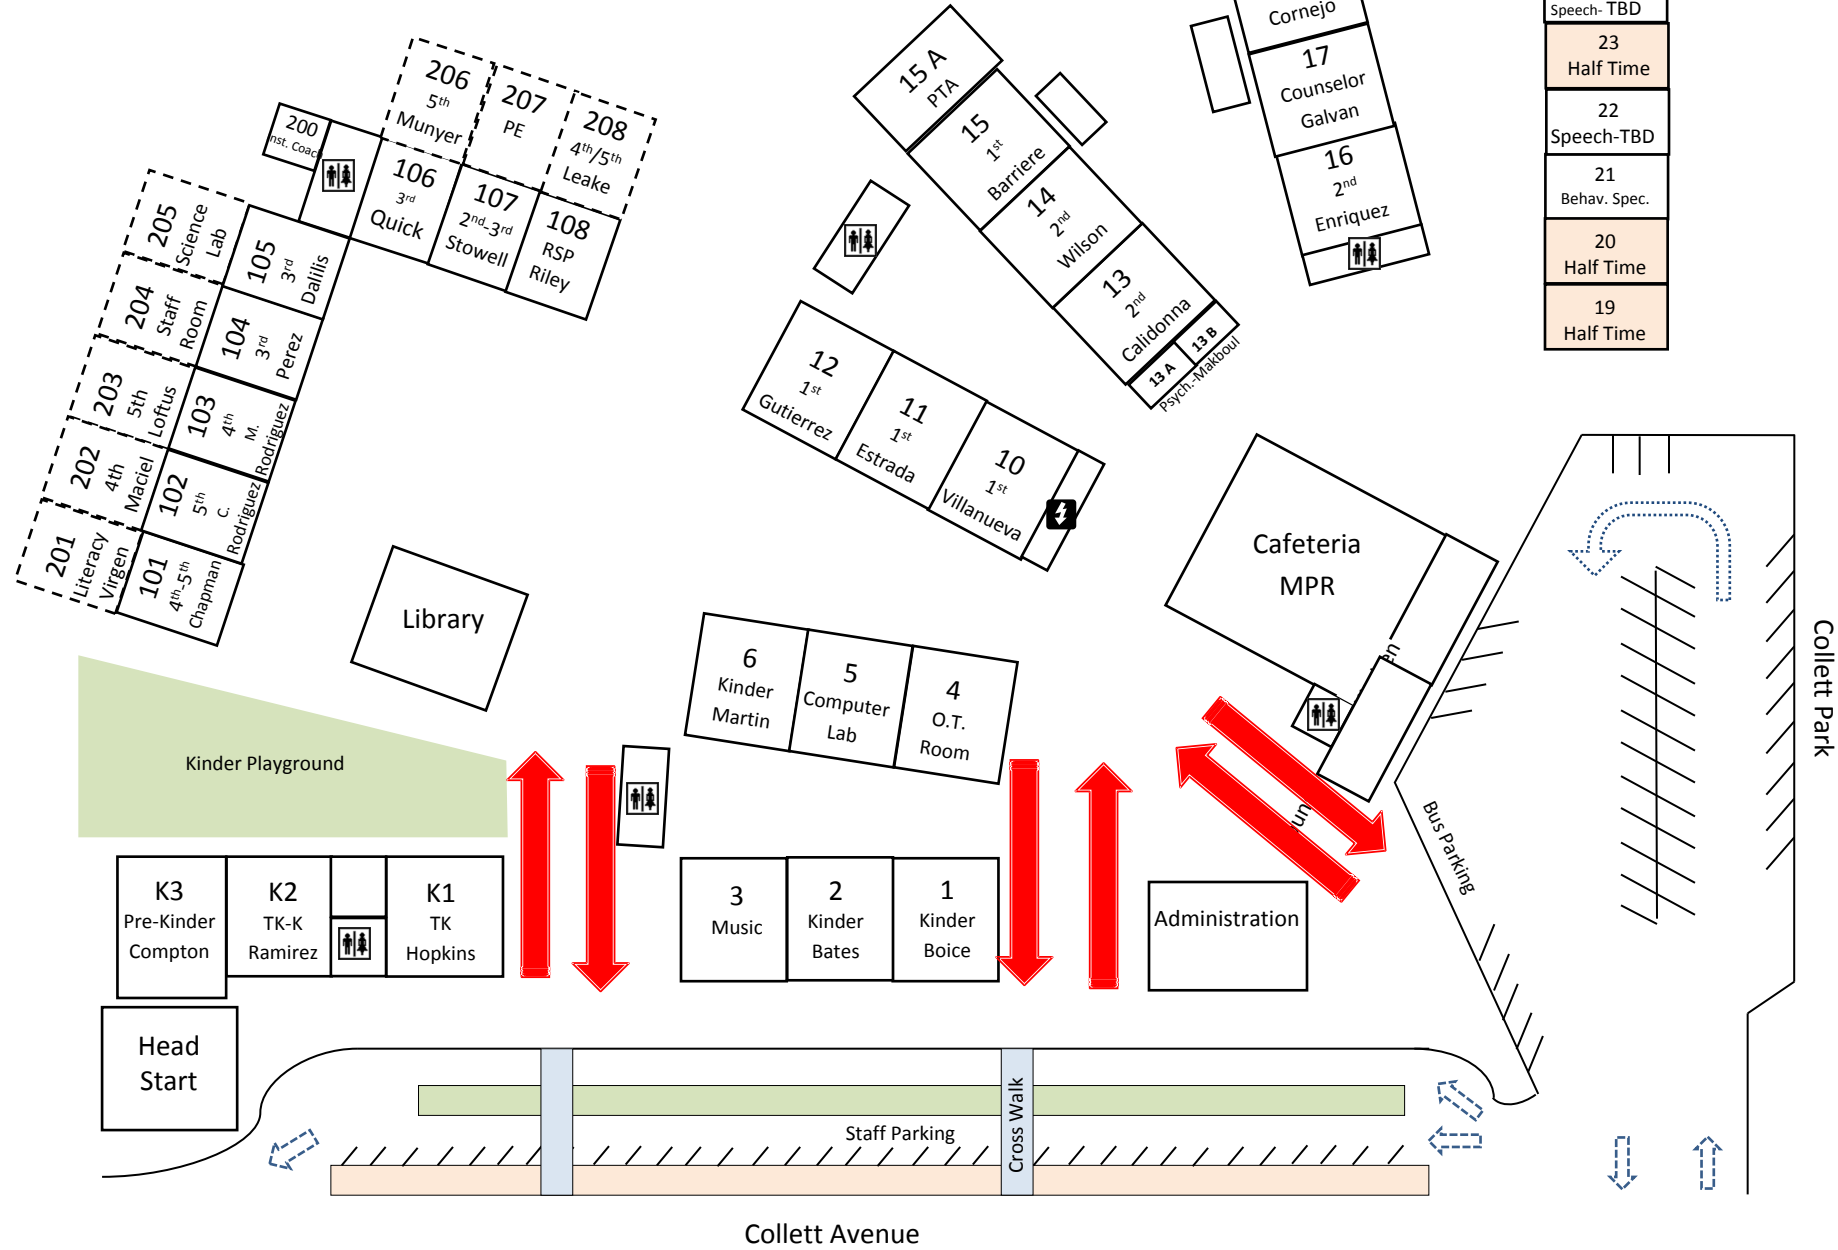 Cornejo
17
Counselor
Galvan
16
2nd
Enriquez
Speech- TBD
23
Half Time
22
Speech-TBD
21
Behav. Spec.
20
Half Time
19
Half Time
15 A
PTA
15
1st
Barriere
14
2nd
Wilson
13
2nd
Calidonna
13 A
13 B
Psych.-Makboul
206
5th
Munyer
207
PE
208
4th/5th
Leake
200
nst. Coach
106
3rd
Quick
107
2nd-3rd
Stowell
108
RSP
Riley
205
Science
Lab
105
3rd
Dalilis
204
Staff
Room
104
3rd
Perez
203
5th
Loftus
103
4th
M.
Rodriguez
202
4th
Maciel
102
5th
C.
Rodriguez
201
Literacy
Virgen
101
4th-5th
Chapman
12
1st
Gutierrez
11
1st
Estrada
10
1st
Villanueva
Cafeteria
MPR
en
un
Library
6
Kinder
Martin
5
Computer
Lab
4
O.T.
Room
Kinder Playground
Collett Park
Bus Parking
K3
Pre-Kinder
Compton
K2
TK-K
Ramirez
K1
TK
Hopkins
3
Music
2
Kinder
Bates
1
Kinder
Boice
Administration
Head
Start
Cross Walk
Staff Parking
Collett Avenue